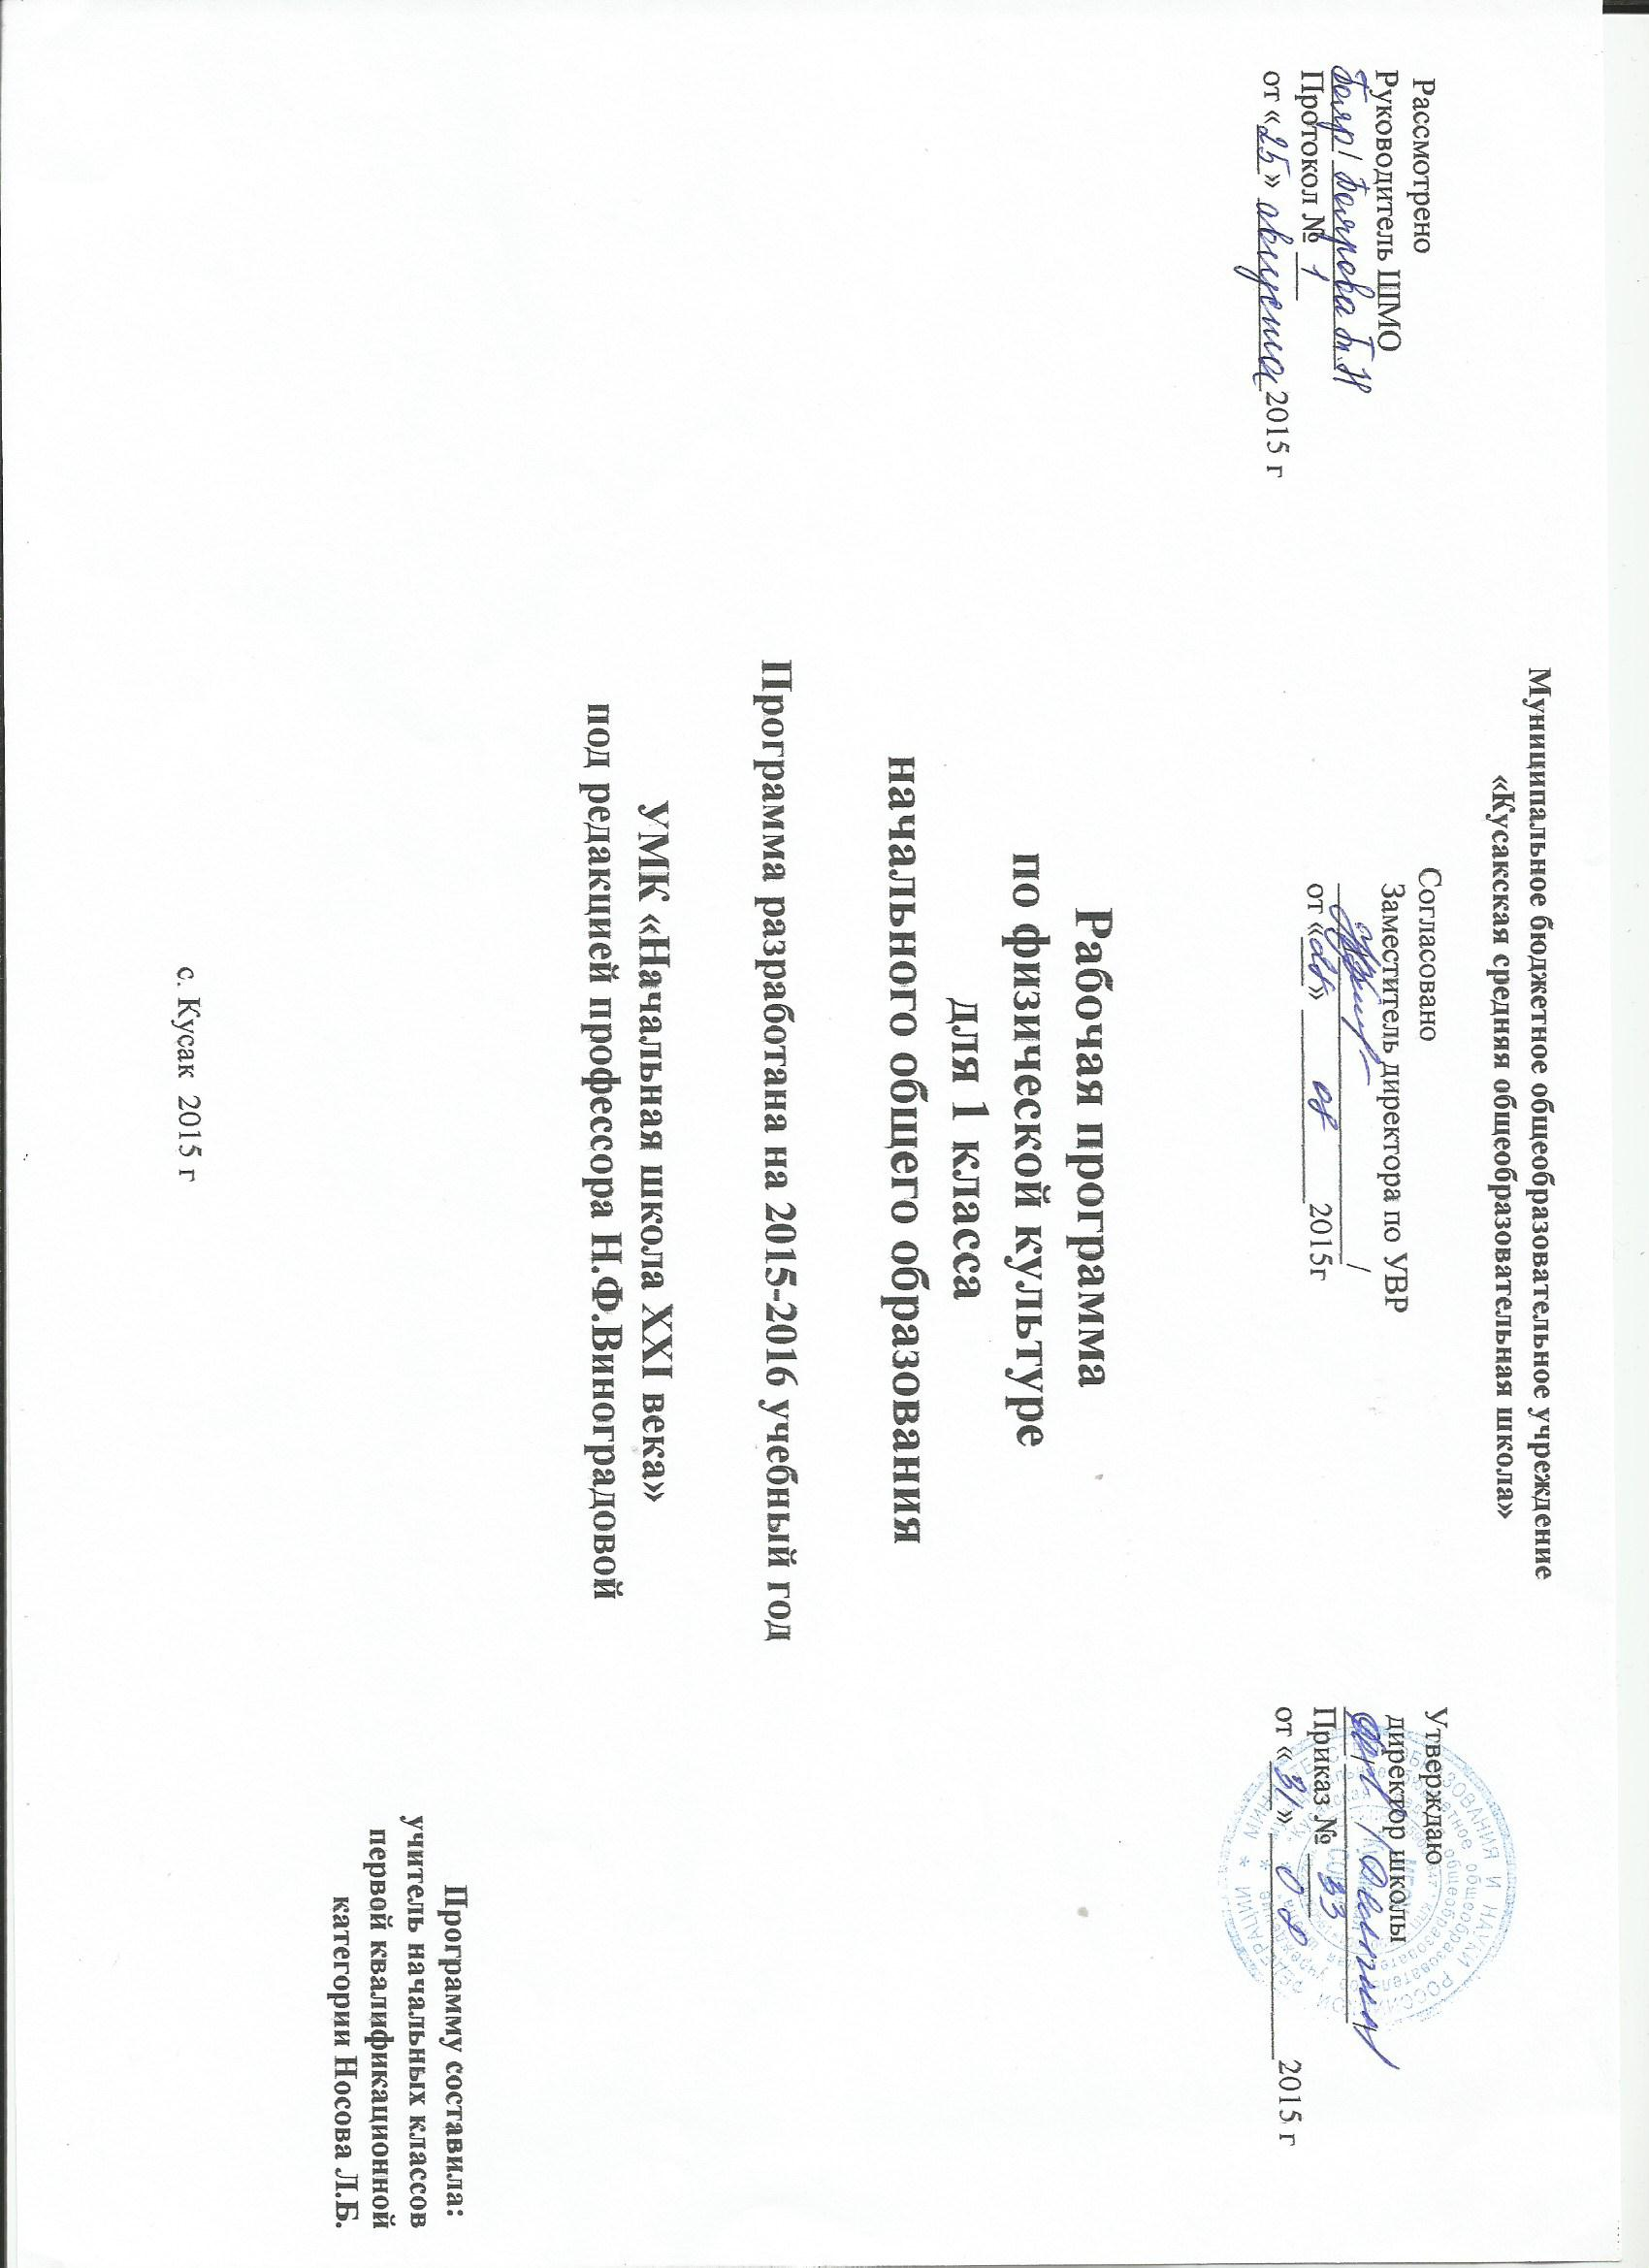 Муниципальное бюджетное общеобразовательное учреждение
«Кусакская средняя общеобразовательная школа»
Рассмотрено
Руководитель ШМО
Бояр/ Боярова Т.Н
Протокол № 1
от «25» августа 2015 г
Согласовано
Заместитель директора по УВР
/
от «28» 08 2015г
Утверждаю
директор школы
/
Приказ № 33
от «31» 08 2015 г
Рабочая программа
по физической культуре
для 1 класса
начального общего образования
Программа разработана на 2015-2016 учебный год
УМК «Начальная школа XXI века»
под редакцией профессора Н.Ф.Виноградовой
Программу составила:
учитель начальных классов
первой квалификационной
категории Носова Л.Б.
с. Кусак 2015 г